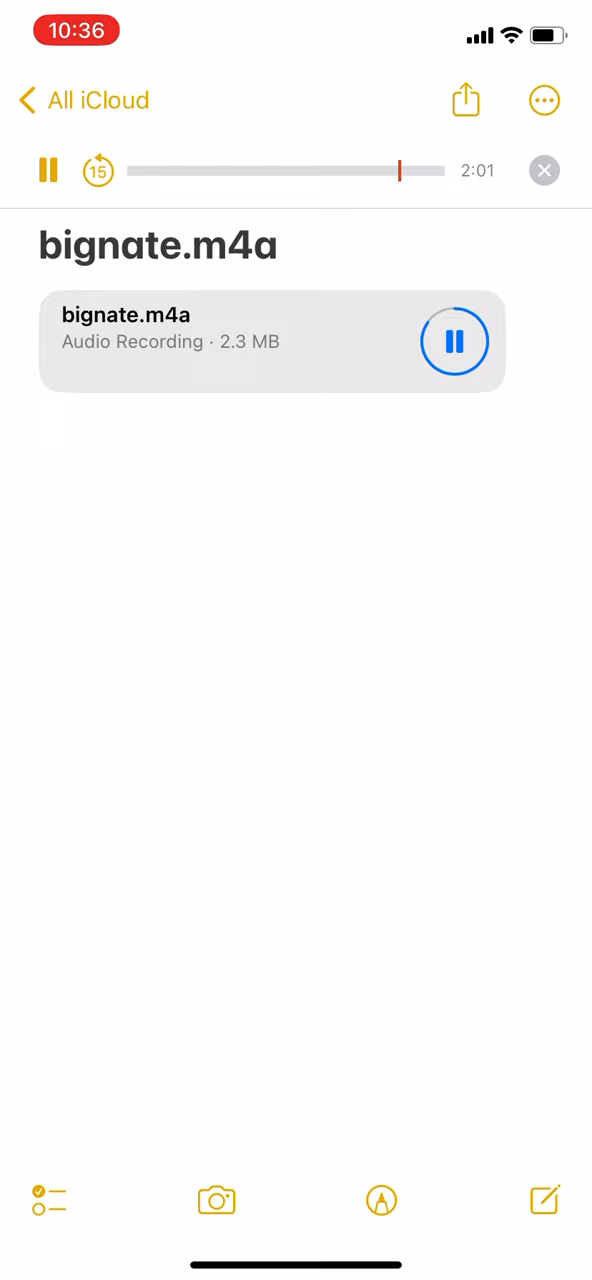 10:36
All iCloud
15
2:01
bignate.m4a
bignate.m4a
Audio Recording · 2.3 MB